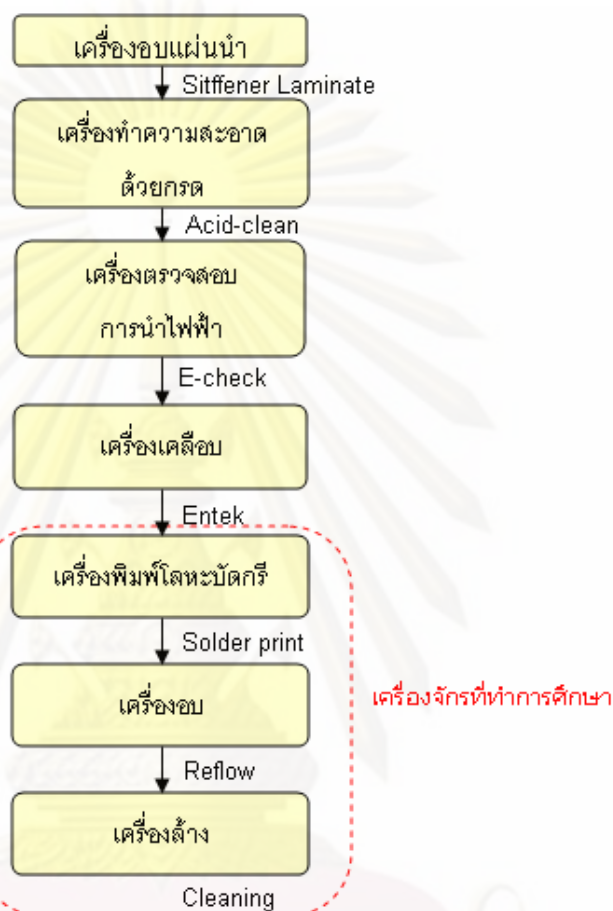 เครื่องอบแผ่นนำ
Sitffener Laminate
เครื่องทำความสะอาด
ด้วยกรด
Acid-clean
เครื่องตรวจสอบ
การนำไฟฟ้า
E-check
เครื่องเคลือบ
Entek
เครื่องพิมพ์โลหะบัดกรี
Solder print
เครื่องอบ
เครื่องจักรที่ทำการศึกษา
Reflow
เครื่องล้าง
Cleaning